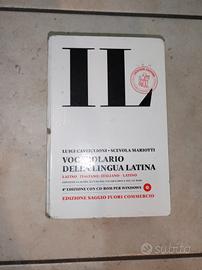 IL
LUIGI CASTIGLIONI · SCEVOLA MARIOTTI
VOCABOLARIO
DELLA LINGUA LATINA
LATINO · ITALIANO / ITALIANO · LATINO
4ª EDIZIONE CON CD-ROM PER WINDOWS
EDIZIONE SAGGIO FUORI COMMERCIO
subito